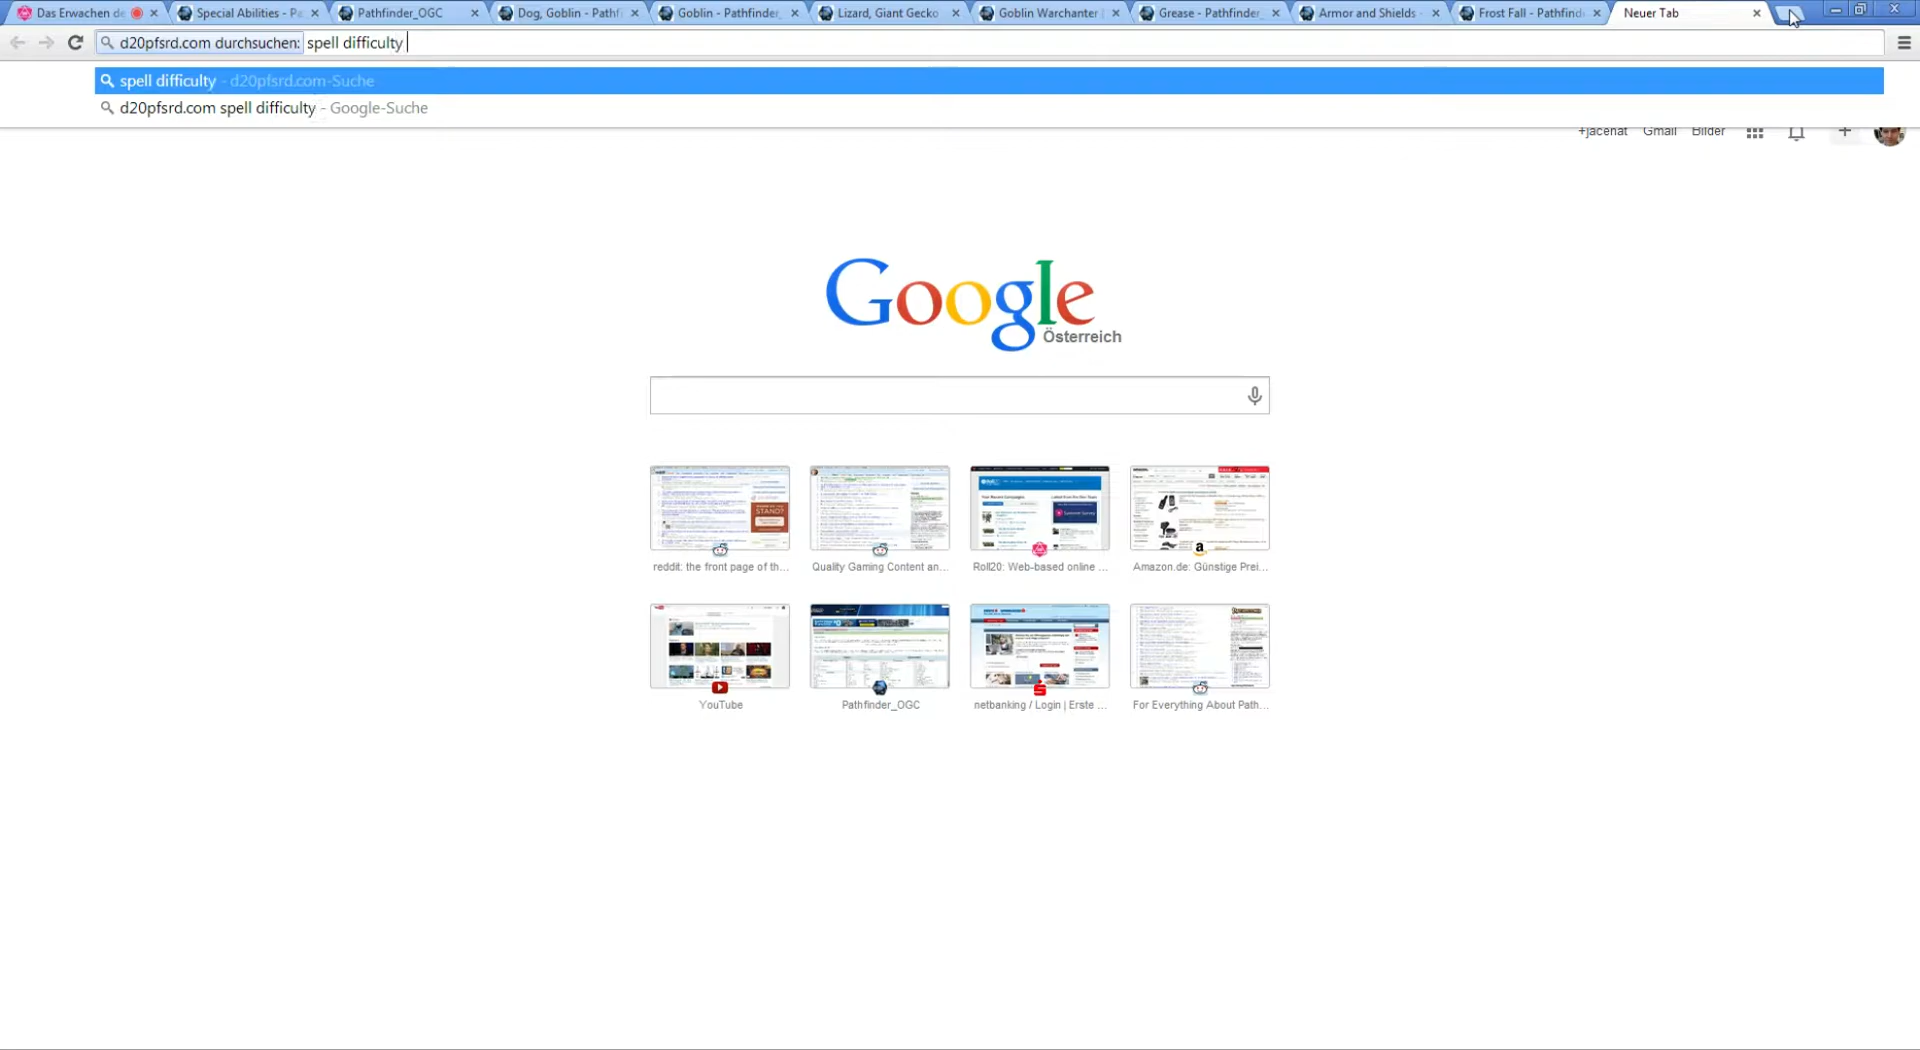 Das Erwachen de
Special Abilities - Pa
Pathfinder_OGC
Dog, Goblin - Pathf
Goblin - Pathfinder_
Lizard, Giant Gecko
Goblin Warchanter
Grease - Pathfinder_
Armor and Shields -
Frost Fall - Pathfind
Neuer Tab
d20pfsrd.com durchsuchen: spell difficulty
spell difficulty - d20pfsrd.com-Suche
d20pfsrd.com spell difficulty - Google-Suche
+jacenat Gmail Bilder
Google
Österreich
reddit: the front page of th...
Quality Gaming Content an...
Roll20: Web-based online ...
Amazon.de: Günstige Prei...
YouTube
Pathfinder_OGC
netbanking / Login | Erste ...
For Everything About Path...